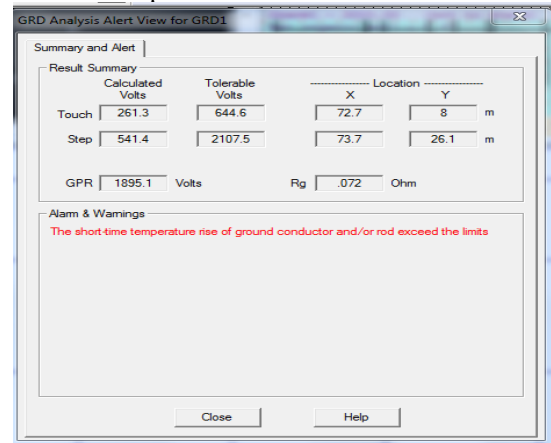 GRD Analysis Alert View for GRD1
Summary and Alert
Result Summary
Calculated Tolerable ---------------- Location ----------------
Volts Volts X Y
Touch 261.3 644.6 72.7 8 m
Step 541.4 2107.5 73.7 26.1 m
GPR 1895.1 Volts Rg .072 Ohm
Alarm & Warnings
The short-time temperature rise of ground conductor and/or rod exceed the limits
Close Help